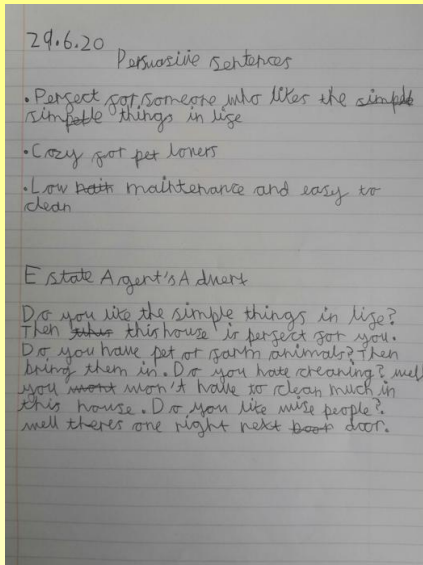 29.6.20
Persuasive sentences
• Perfect for someone who likes the simple
simple things in life
• Cozy for pet lovers
• Low maintenance and easy to
clean
Estate Agent's Advert
Do you like the simple things in life?
Then this house is perfect for you.
Do you have pet or farm animals? Then
bring them in. Do you hate creaning? well
you wont won't have to clean much in
this house. Do you like wise people?
well theres one right next door.